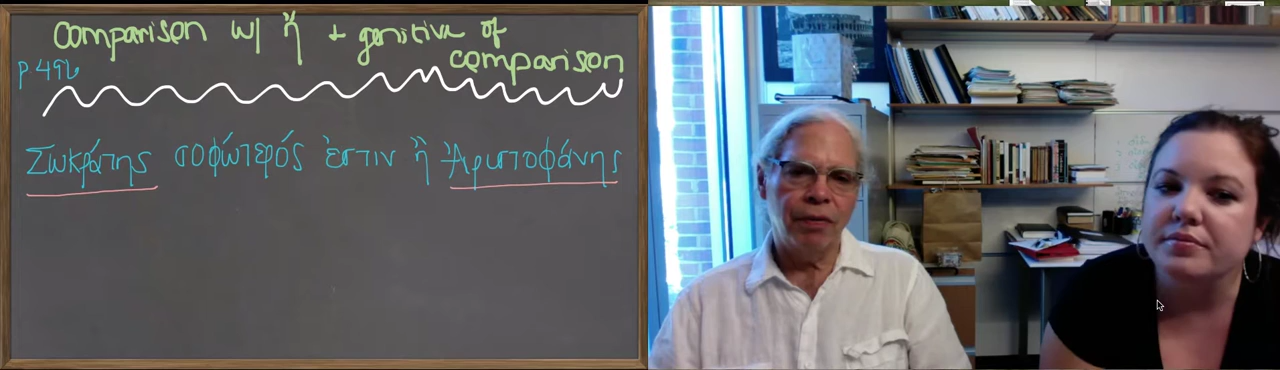 comparison w/ ἤ + genitive of
comparison
p.496
Σωκράτης σοφώτερός ἐστιν ἢ Ἀριστοφάνης